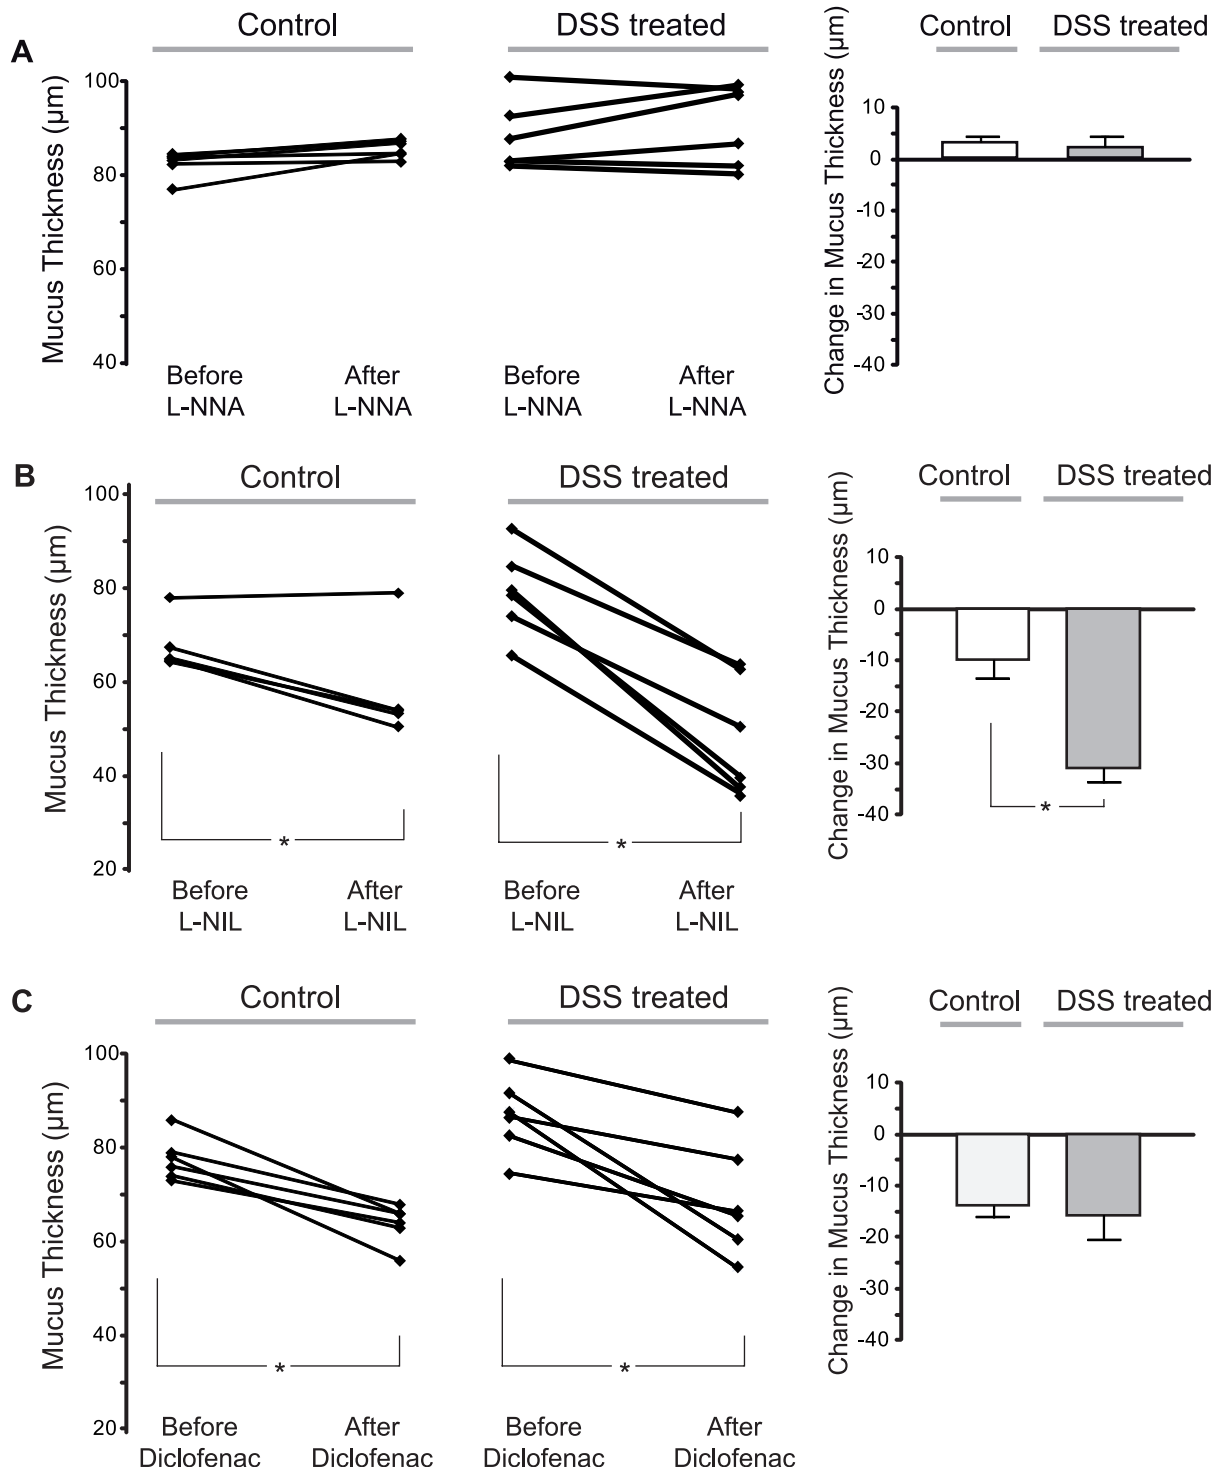 A
Control
DSS treated
Control
DSS treated
Mucus Thickness (µm)
100
80
60
40
Before
L-NNA
After
L-NNA
Before
L-NNA
After
L-NNA
Change in Mucus Thickness (µm)
10
0
-10
-20
-30
-40
B
Control
DSS treated
Control
DSS treated
Mucus Thickness (µm)
100
80
60
40
20
*
*
Before
L-NIL
After
L-NIL
Before
L-NIL
After
L-NIL
Change in Mucus Thickness (µm)
10
0
-10
-20
-30
-40
*
C
Control
DSS treated
Control
DSS treated
Mucus Thickness (µm)
100
80
60
40
20
*
*
Before
Diclofenac
After
Diclofenac
Before
Diclofenac
After
Diclofenac
Change in Mucus Thickness (µm)
10
0
-10
-20
-30
-40